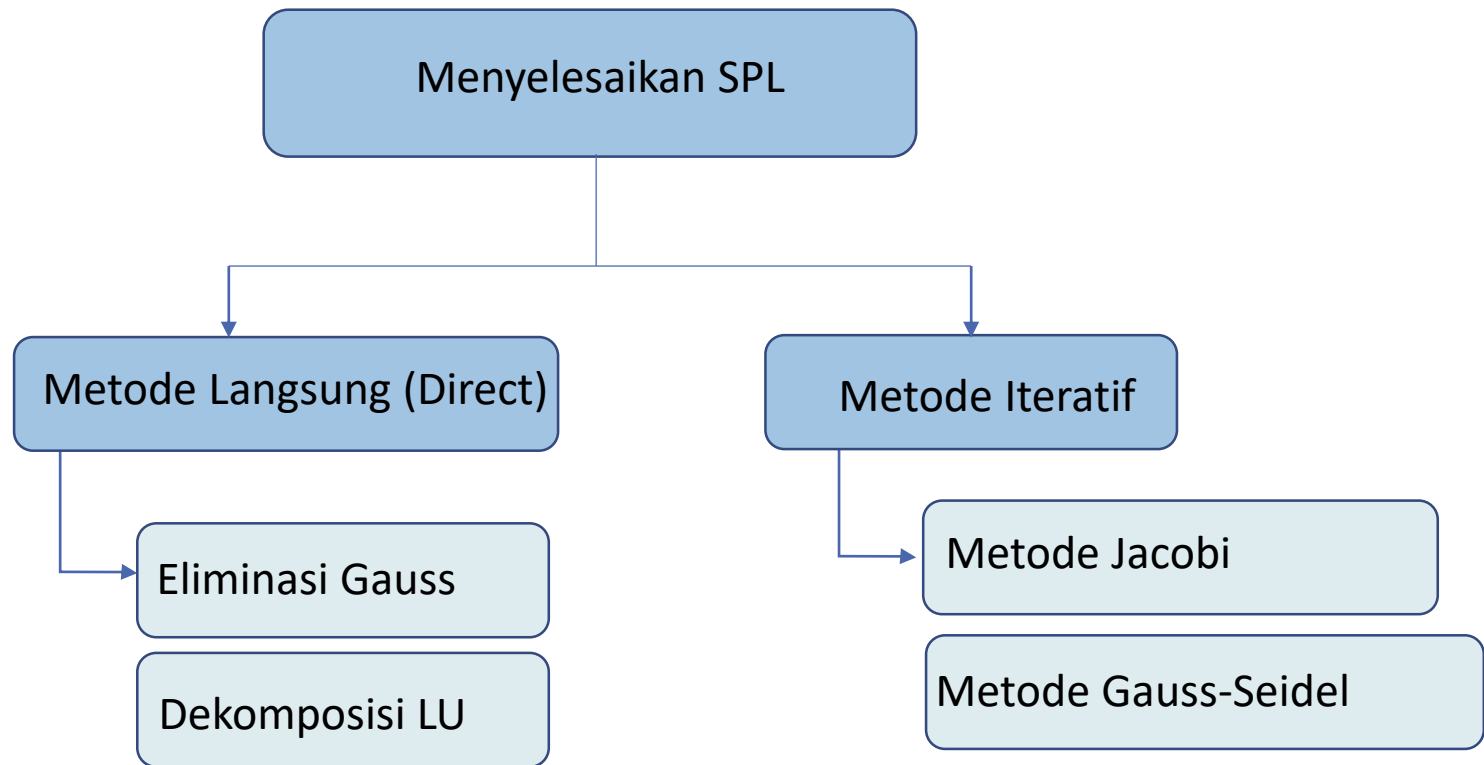 Menyelesaikan SPL
Metode Langsung (Direct)
Metode Iteratif
Eliminasi Gauss
Dekomposisi LU
Metode Jacobi
Metode Gauss-Seidel